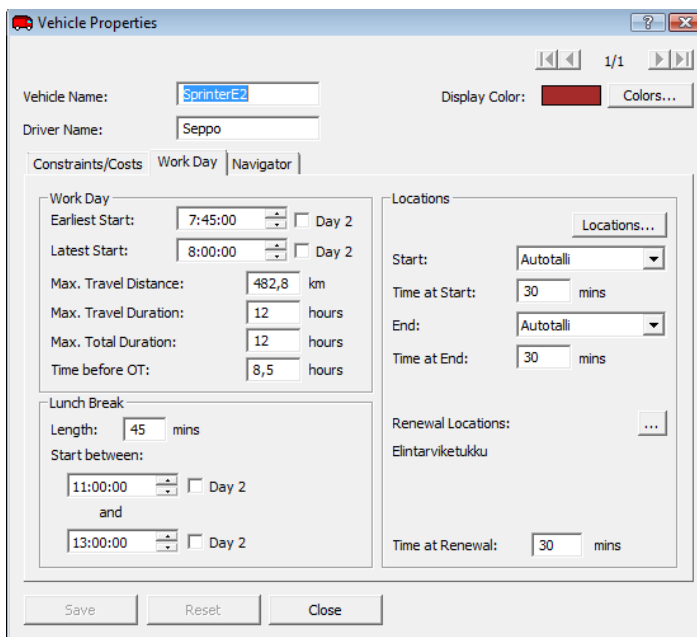 Vehicle Properties
1/1
Vehicle Name: SprinterE2 Display Color: Colors...
Driver Name: Seppo
Constraints/Costs Work Day Navigator
Work Day
Earliest Start: 7:45:00 Day 2
Latest Start: 8:00:00 Day 2
Max. Travel Distance: 482,8 km
Max. Travel Duration: 12 hours
Max. Total Duration: 12 hours
Time before OT: 8,5 hours
Lunch Break
Length: 45 mins
Start between:
11:00:00 Day 2
and
13:00:00 Day 2
Locations
Locations...
Start: Autotalli
Time at Start: 30 mins
End: Autotalli
Time at End: 30 mins
Renewal Locations: ...
Elintarviketukku
Time at Renewal: 30 mins
Save Reset Close